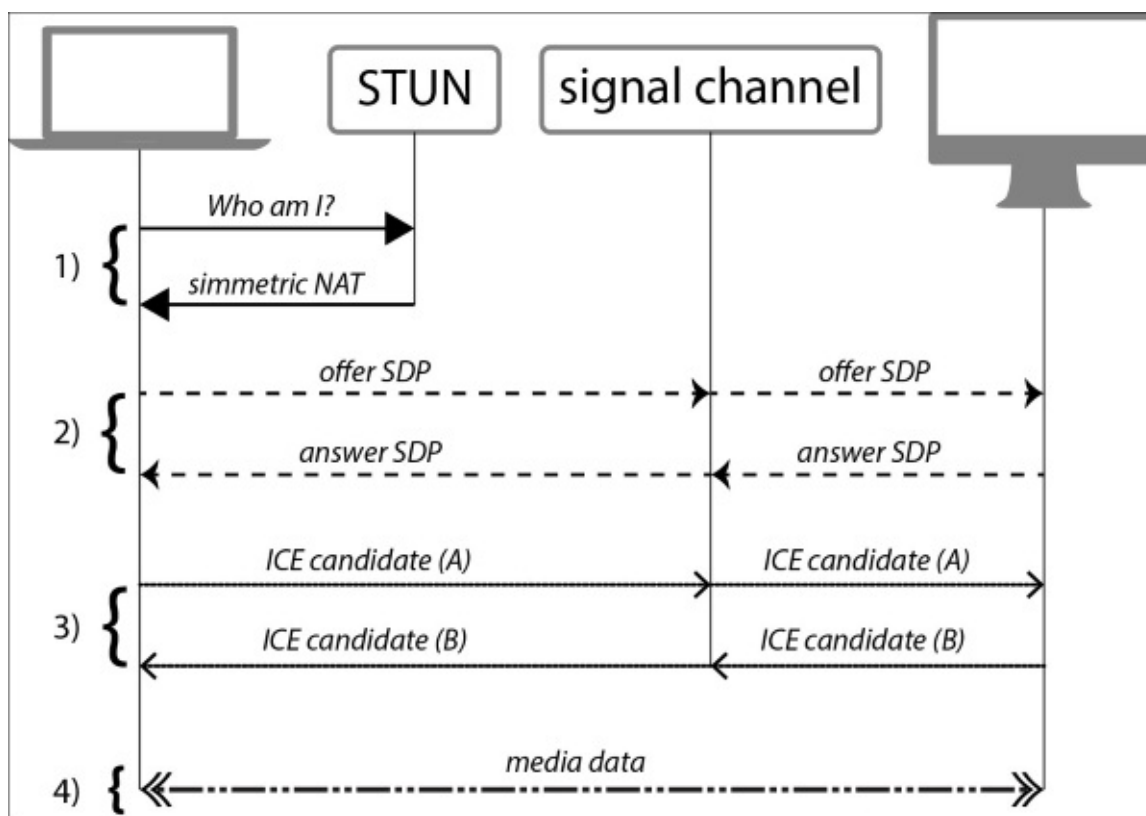 STUN
signal channel
Who am I?
1) {
simmetric NAT
offer SDP
offer SDP
2) {
answer SDP
answer SDP
ICE candidate (A)
ICE candidate (A)
3) {
ICE candidate (B)
ICE candidate (B)
media data
4) {